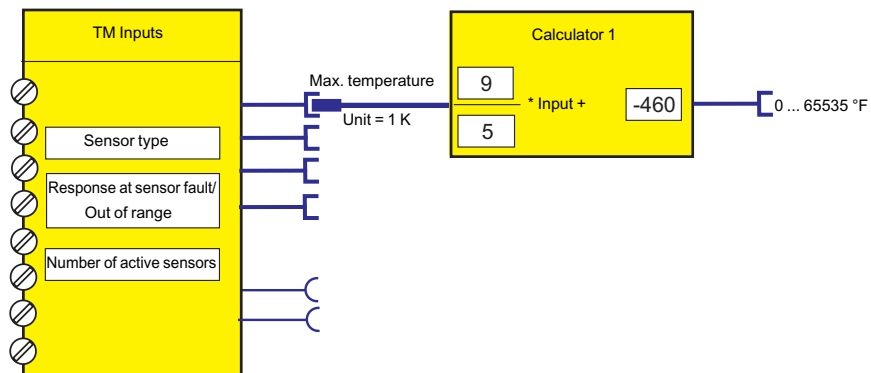 TM Inputs
Sensor type
Response at sensor fault/
Out of range
Number of active sensors
Max. temperature
Unit = 1 K
Calculator 1
9
5
* Input +
-460
0 ... 65535 °F